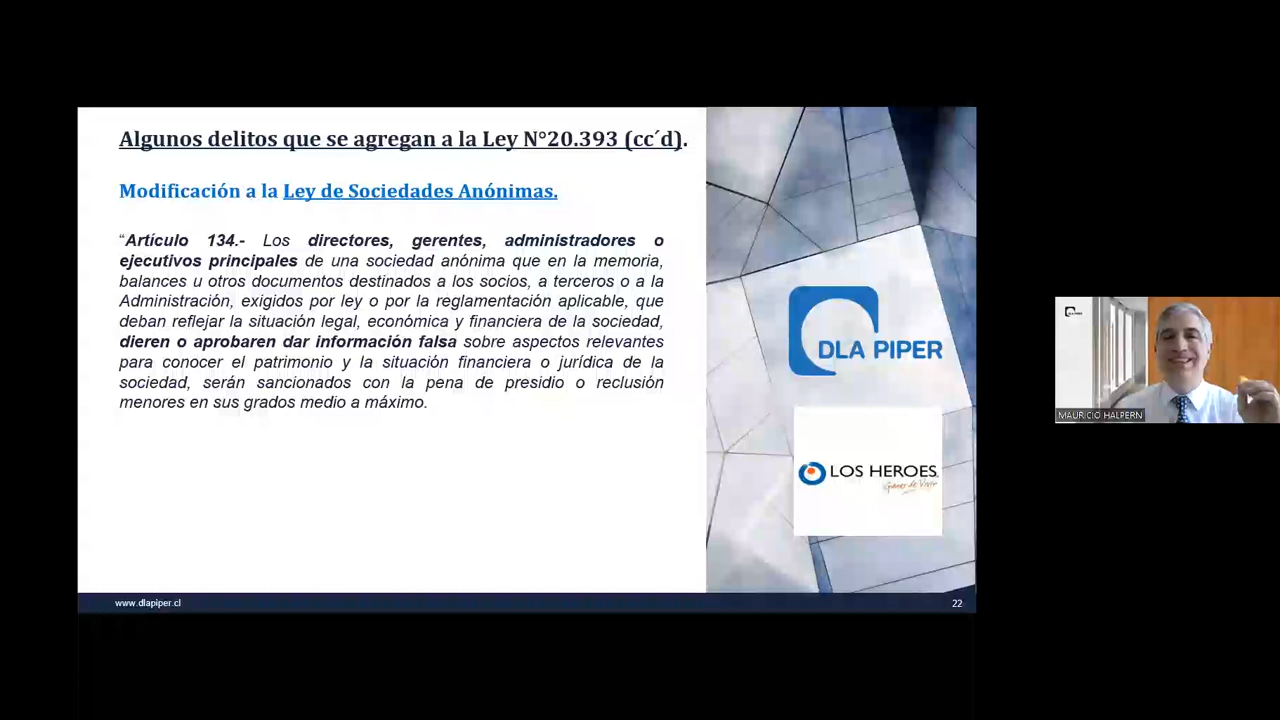 Algunos delitos que se agregan a la Ley N°20.393 (cc´d).
Modificación a la Ley de Sociedades Anónimas.
“Artículo 134.- Los directores, gerentes, administradores o
ejecutivos principales de una sociedad anónima que en la memoria,
balances u otros documentos destinados a los socios, a terceros o a la
Administración, exigidos por ley o por la reglamentación aplicable, que
deban reflejar la situación legal, económica y financiera de la sociedad,
dieren o aprobaren dar información falsa sobre aspectos relevantes
para conocer el patrimonio y la situación financiera o jurídica de la
sociedad, serán sancionados con la pena de presidio o reclusión
menores en sus grados medio a máximo.
DLA PIPER
LOS HEROES
Ganas de Vivir
www.dlapiper.cl
22
DLA PIPER
MAURICIO HALPERN